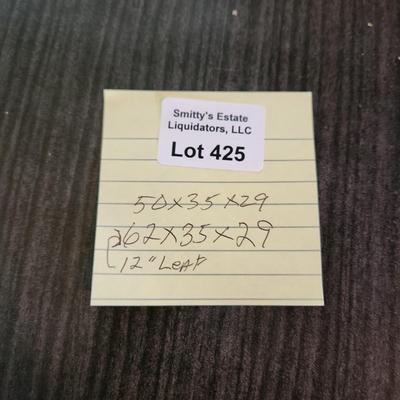 Smitty's Estate
Liquidators, LLC
Lot 425
50x35x29
62x35x29
12" LeAf